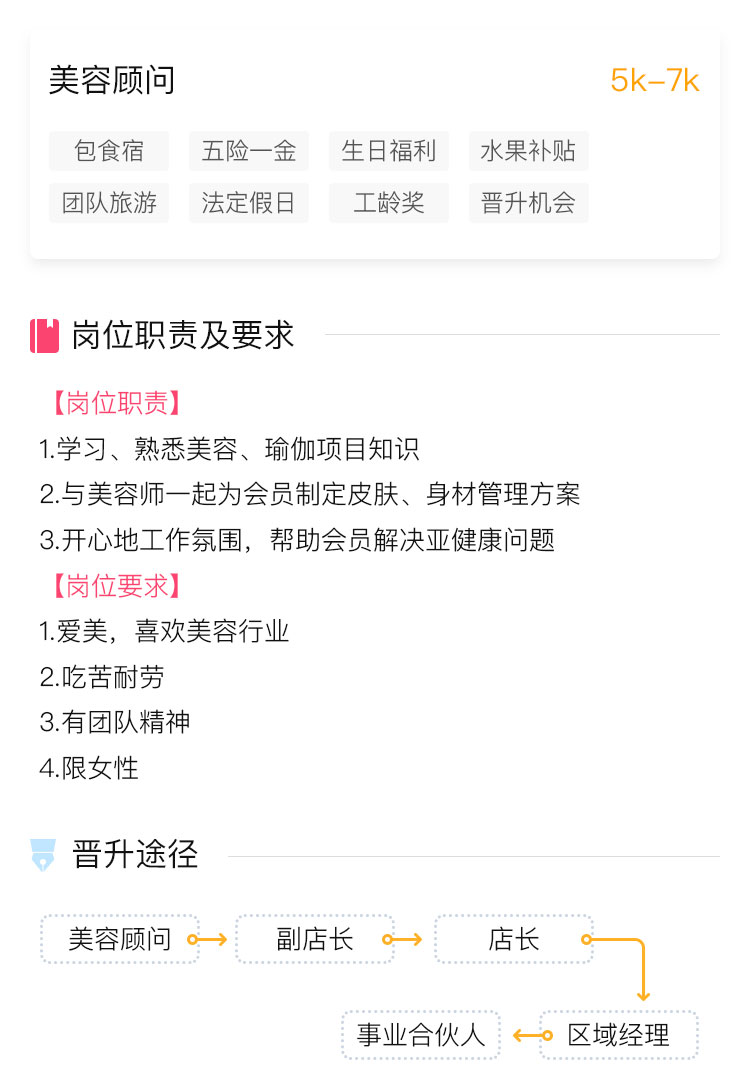 美容顾问 5k–7k
包食宿 五险一金 生日福利 水果补贴
团队旅游 法定假日 工龄奖 晋升机会
岗位职责及要求
【岗位职责】
1.学习、熟悉美容、瑜伽项目知识
2.与美容师一起为会员制定皮肤、身材管理方案
3.开心地工作氛围，帮助会员解决亚健康问题
【岗位要求】
1.爱美，喜欢美容行业
2.吃苦耐劳
3.有团队精神
4.限女性
晋升途径
美容顾问 副店长 店长
事业合伙人 区域经理